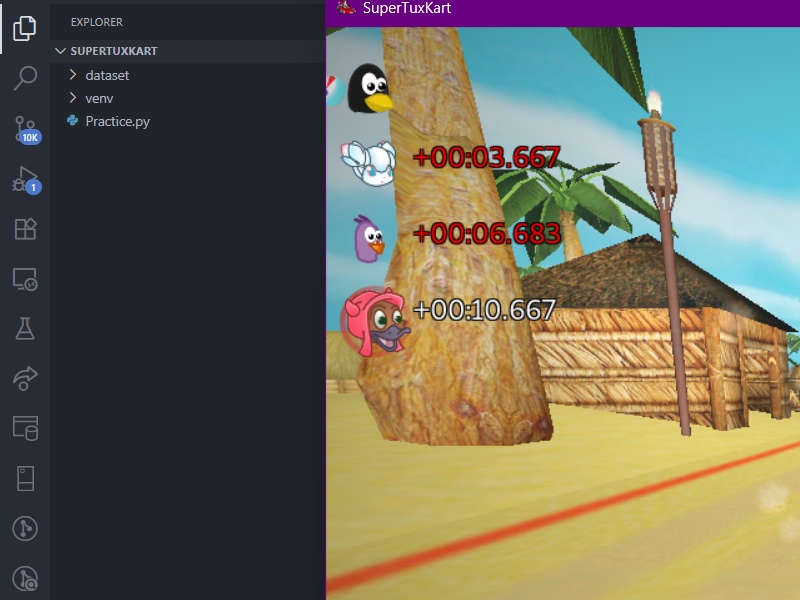 EXPLORER
SUPERTUXKART
dataset
venv
Practice.py
10K
1
SuperTuxKart
+00:03.667
+00:06.683
+00:10.667